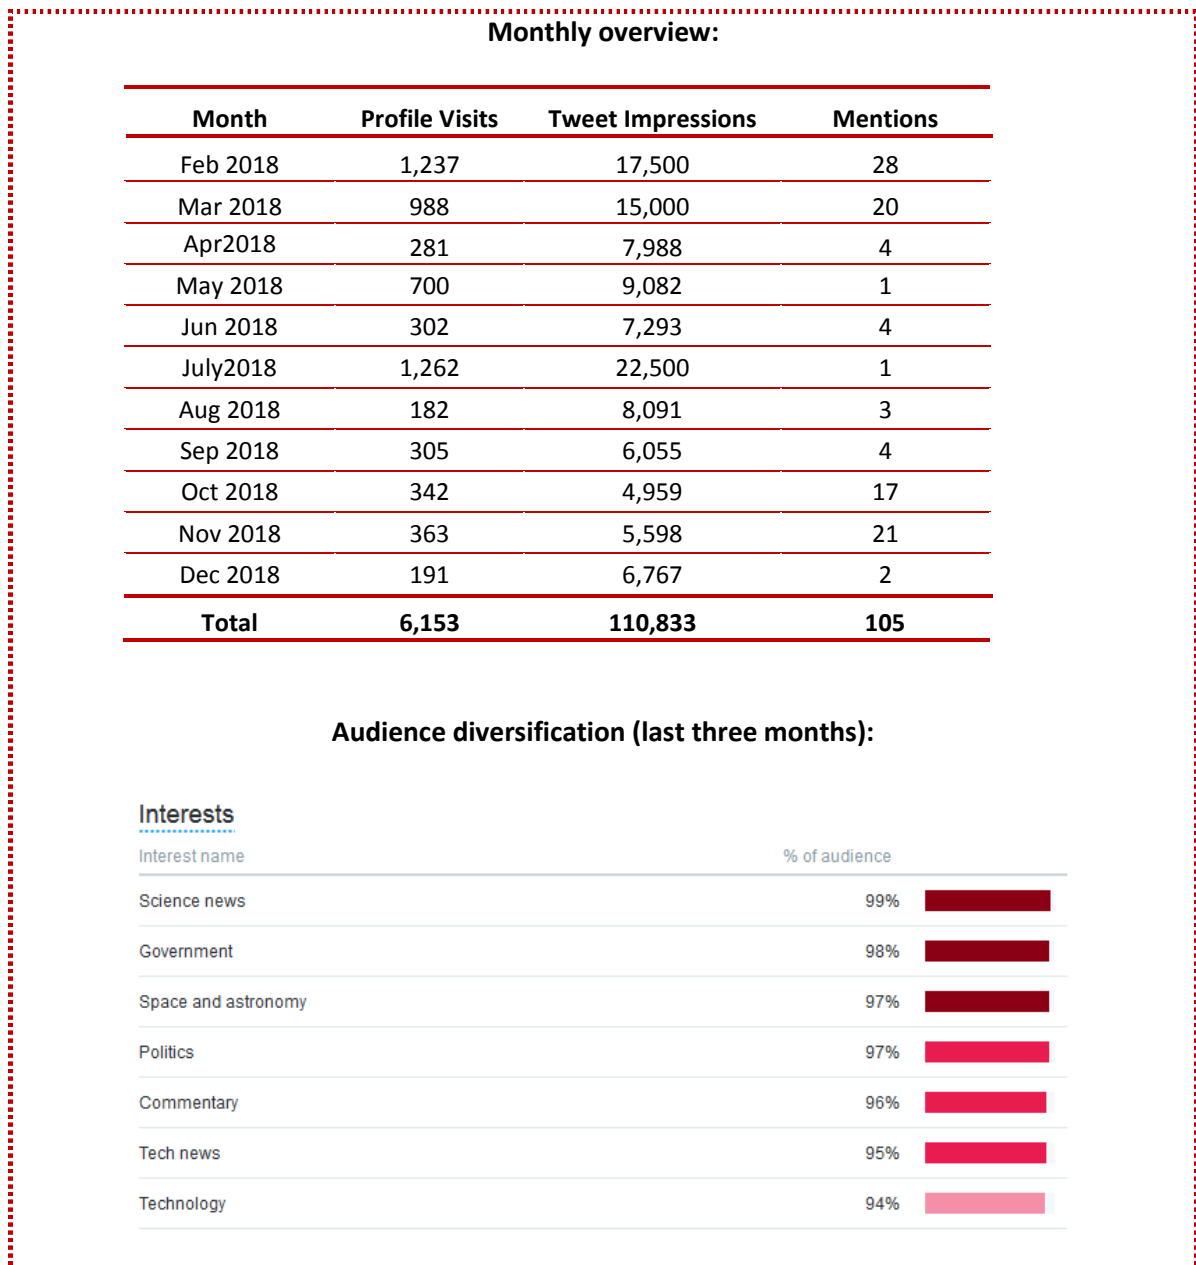 Monthly overview:
Month Profile Visits Tweet Impressions Mentions
Feb 2018 1,237 17,500 28
Mar 2018 988 15,000 20
Apr2018 281 7,988 4
May 2018 700 9,082 1
Jun 2018 302 7,293 4
July2018 1,262 22,500 1
Aug 2018 182 8,091 3
Sep 2018 305 6,055 4
Oct 2018 342 4,959 17
Nov 2018 363 5,598 21
Dec 2018 191 6,767 2
Total 6,153 110,833 105
Audience diversification (last three months):
Interests
Interest name % of audience
Science news 99%
Government 98%
Space and astronomy 97%
Politics 97%
Commentary 96%
Tech news 95%
Technology 94%